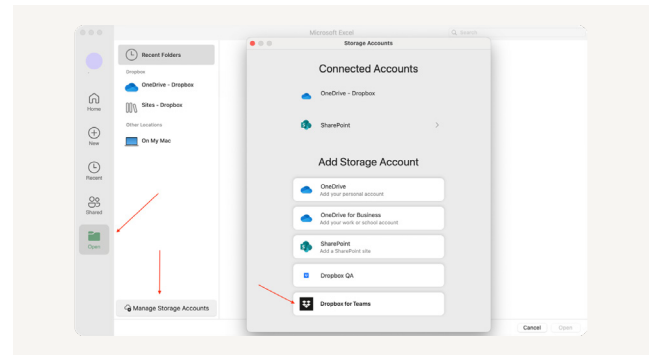 Microsoft Excel
Search
Recent Folders
Dropbox
OneDrive - Dropbox
Sites - Dropbox
Other Locations
On My Mac
Home
New
Recent
Shared
Open
Manage Storage Accounts
Storage Accounts
Connected Accounts
OneDrive - Dropbox
SharePoint
Add Storage Account
OneDrive
Add your personal account
OneDrive for Business
Add your work or school account
SharePoint
Add a SharePoint site
Dropbox QA
Dropbox for Teams
Cancel
Open